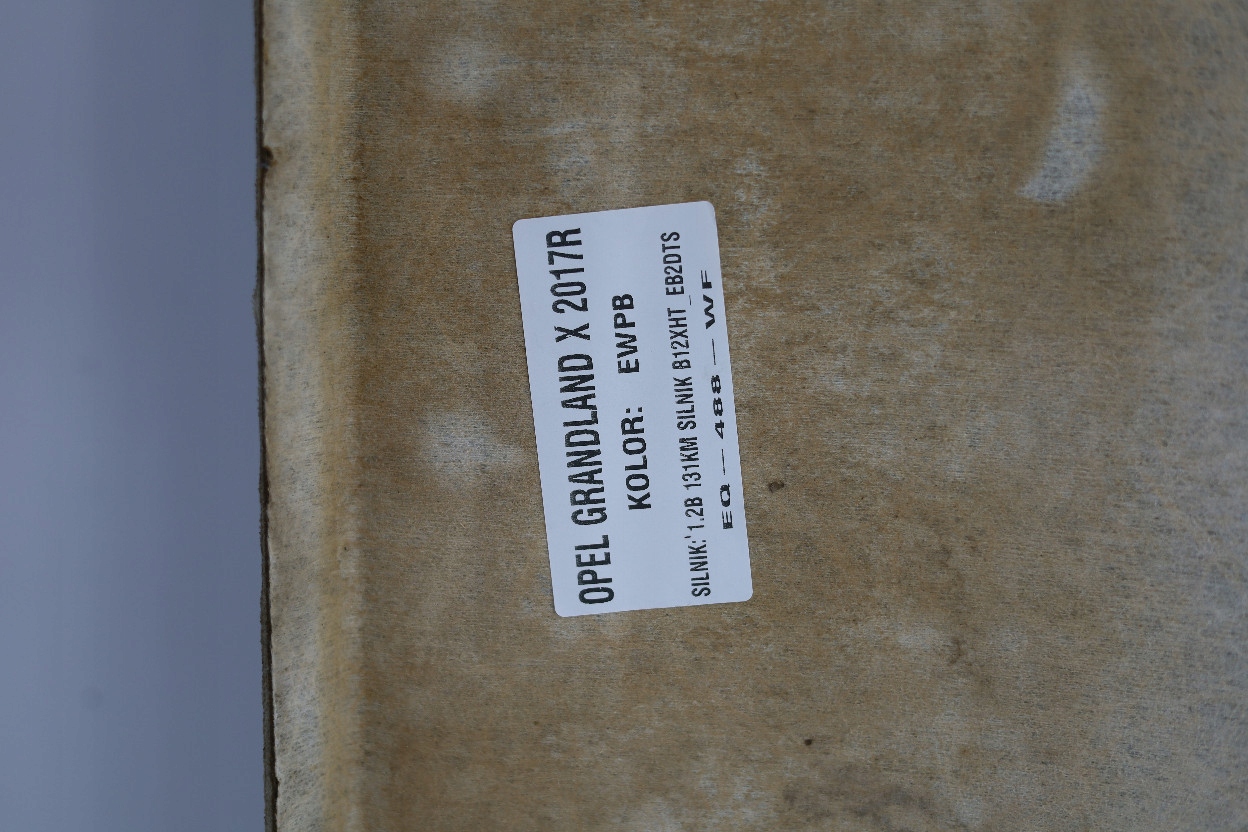 OPEL GRANDLAND X 2017R
KOLOR: EWPB
SILNIK:'1.2B 131KM SILNIK B12XHT_EB2DTS
EQ-488-WF